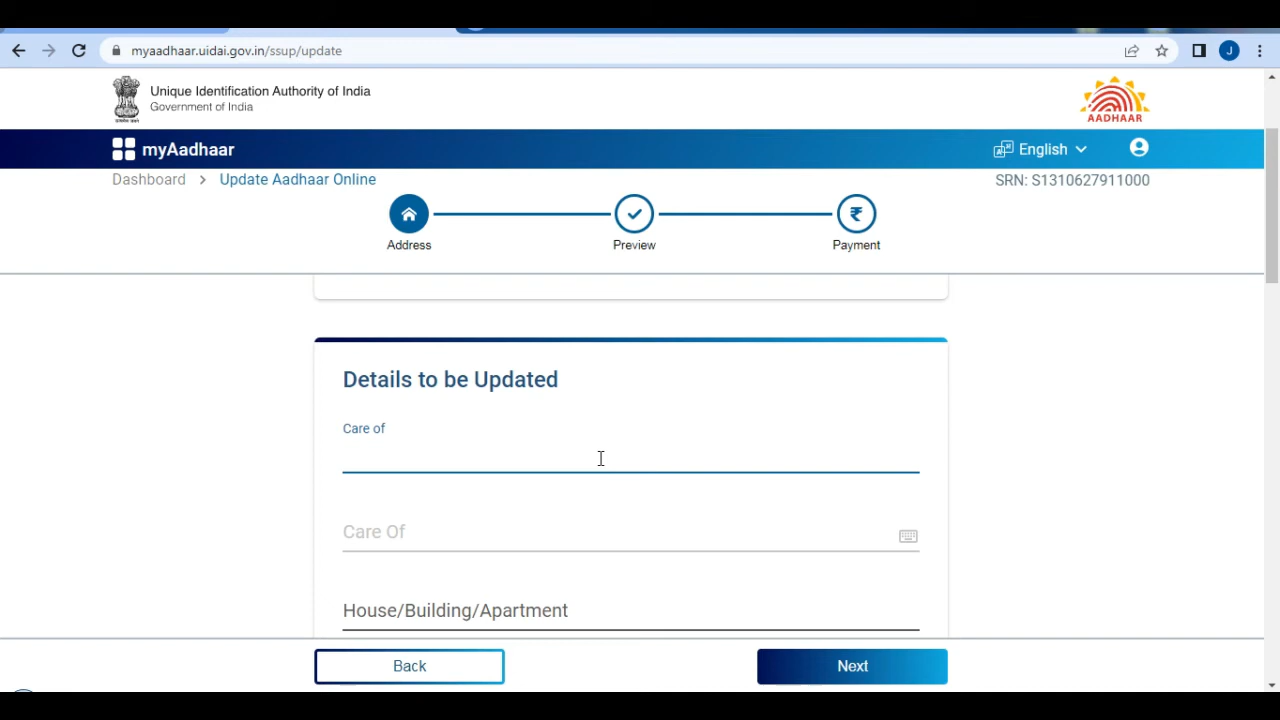 myaadhaar.uidai.gov.in/ssup/update
J
Unique Identification Authority of India
Government of India
AADHAAR
myAadhaar
English
Dashboard > Update Aadhaar Online
SRN: S1310627911000
Address
Preview
Payment
Details to be Updated
Care of
Care Of
House/Building/Apartment
Back
Next